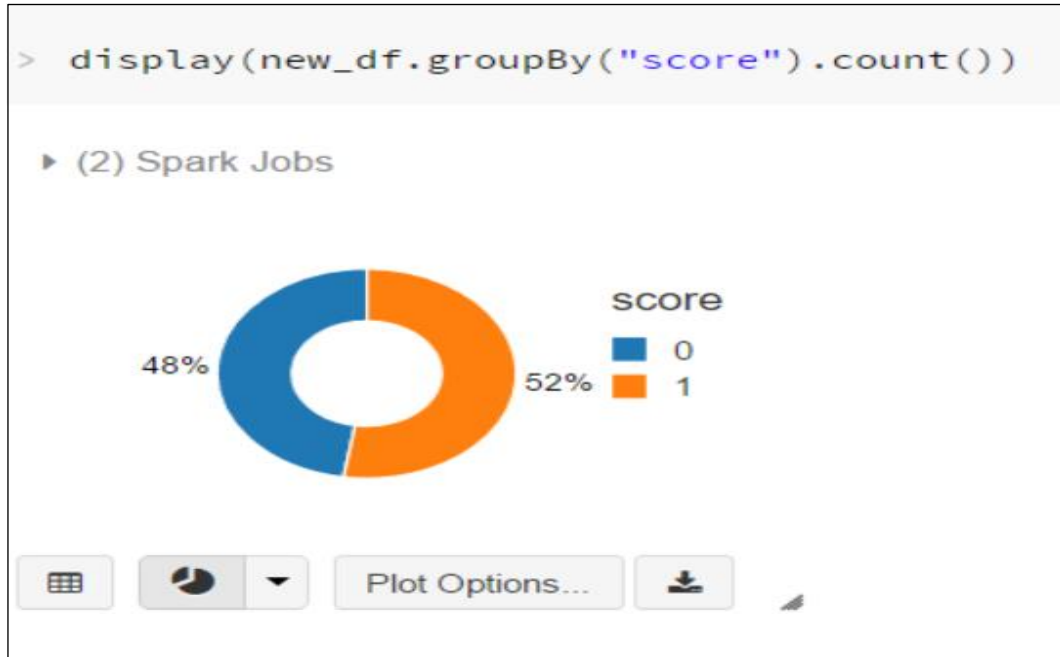 > display(new_df.groupBy("score").count())
(2) Spark Jobs
score
48%
0
52%
1
Plot Options...